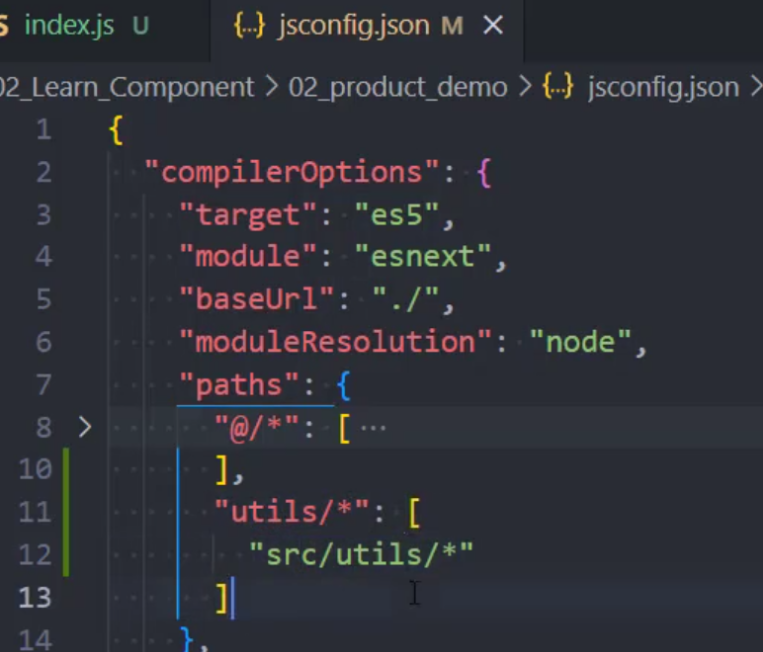 index.js U {..} jsconfig.json M
02_Learn_Component > 02_product_demo > {..} jsconfig.json >
1 {
2 "compilerOptions": {
3 "target": "es5",
4 "module": "esnext",
5 "baseUrl": "./",
6 "moduleResolution": "node",
7 "paths": {
8 "@/*": [ ...
10 ],
11 "utils/*": [
12 "src/utils/*"
13 ]
14 },